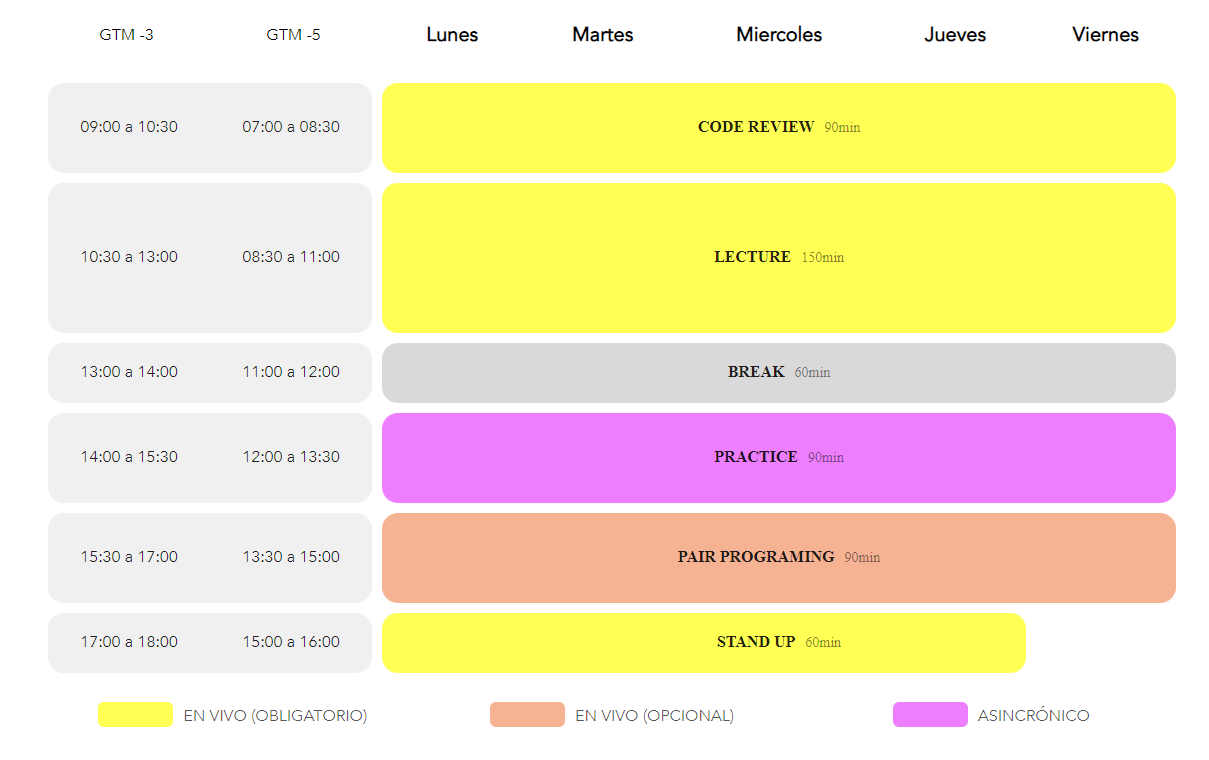 GTM -3 GTM -5 Lunes Martes Miercoles Jueves Viernes
09:00 a 10:30 07:00 a 08:30 CODE REVIEW 90min
10:30 a 13:00 08:30 a 11:00 LECTURE 150min
13:00 a 14:00 11:00 a 12:00 BREAK 60min
14:00 a 15:30 12:00 a 13:30 PRACTICE 90min
15:30 a 17:00 13:30 a 15:00 PAIR PROGRAMING 90min
17:00 a 18:00 15:00 a 16:00 STAND UP 60min
EN VIVO (OBLIGATORIO) EN VIVO (OPCIONAL) ASINCRÓNICO